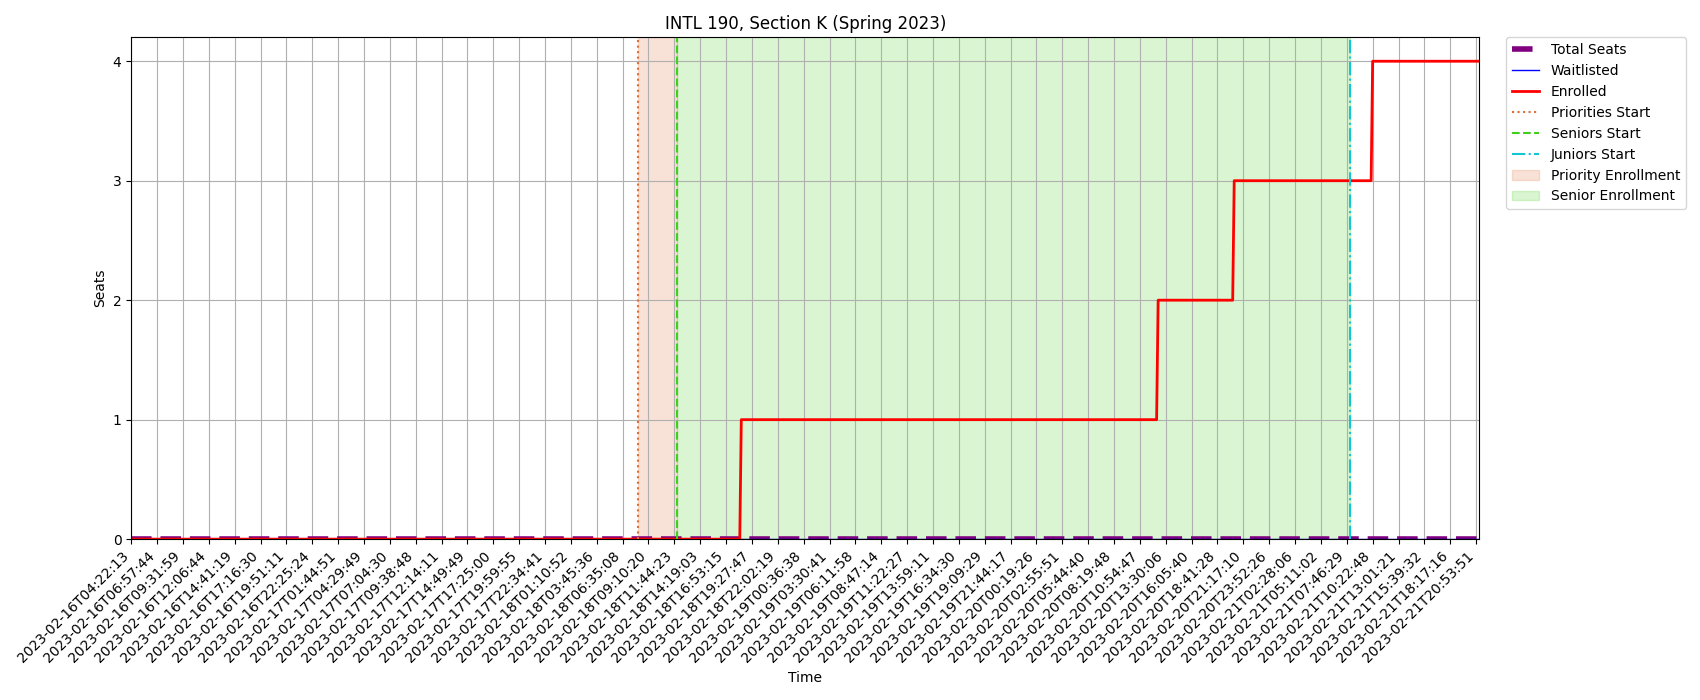 INTL 190, Section K (Spring 2023)
Seats
4
3
2
1
0
Total Seats
Waitlisted
Enrolled
Priorities Start
Seniors Start
Juniors Start
Priority Enrollment
Senior Enrollment
2023-02-16T04:22:13
2023-02-16T06:57:44
2023-02-16T09:31:59
2023-02-16T12:06:44
2023-02-16T14:41:19
2023-02-16T17:16:30
2023-02-16T19:51:11
2023-02-16T22:25:24
2023-02-17T01:44:51
2023-02-17T04:29:49
2023-02-17T07:04:30
2023-02-17T09:38:48
2023-02-17T12:14:11
2023-02-17T14:49:49
2023-02-17T17:25:00
2023-02-17T19:59:55
2023-02-17T22:34:41
2023-02-18T01:10:52
2023-02-18T03:45:36
2023-02-18T06:35:08
2023-02-18T09:10:20
2023-02-18T11:44:23
2023-02-18T14:19:03
2023-02-18T16:53:15
2023-02-18T19:27:47
2023-02-18T22:02:19
2023-02-19T00:36:38
2023-02-19T03:30:41
2023-02-19T06:11:58
2023-02-19T08:47:14
2023-02-19T11:22:27
2023-02-19T13:59:11
2023-02-19T16:34:30
2023-02-19T19:09:29
2023-02-19T21:44:17
2023-02-20T00:19:26
2023-02-20T02:55:51
2023-02-20T05:44:40
2023-02-20T08:19:48
2023-02-20T10:54:47
2023-02-20T13:30:06
2023-02-20T16:05:40
2023-02-20T18:41:28
2023-02-20T21:17:10
2023-02-20T23:52:26
2023-02-21T02:28:06
2023-02-21T05:11:02
2023-02-21T07:46:29
2023-02-21T10:22:48
2023-02-21T13:01:21
2023-02-21T15:39:32
2023-02-21T18:17:16
2023-02-21T20:53:51
Time